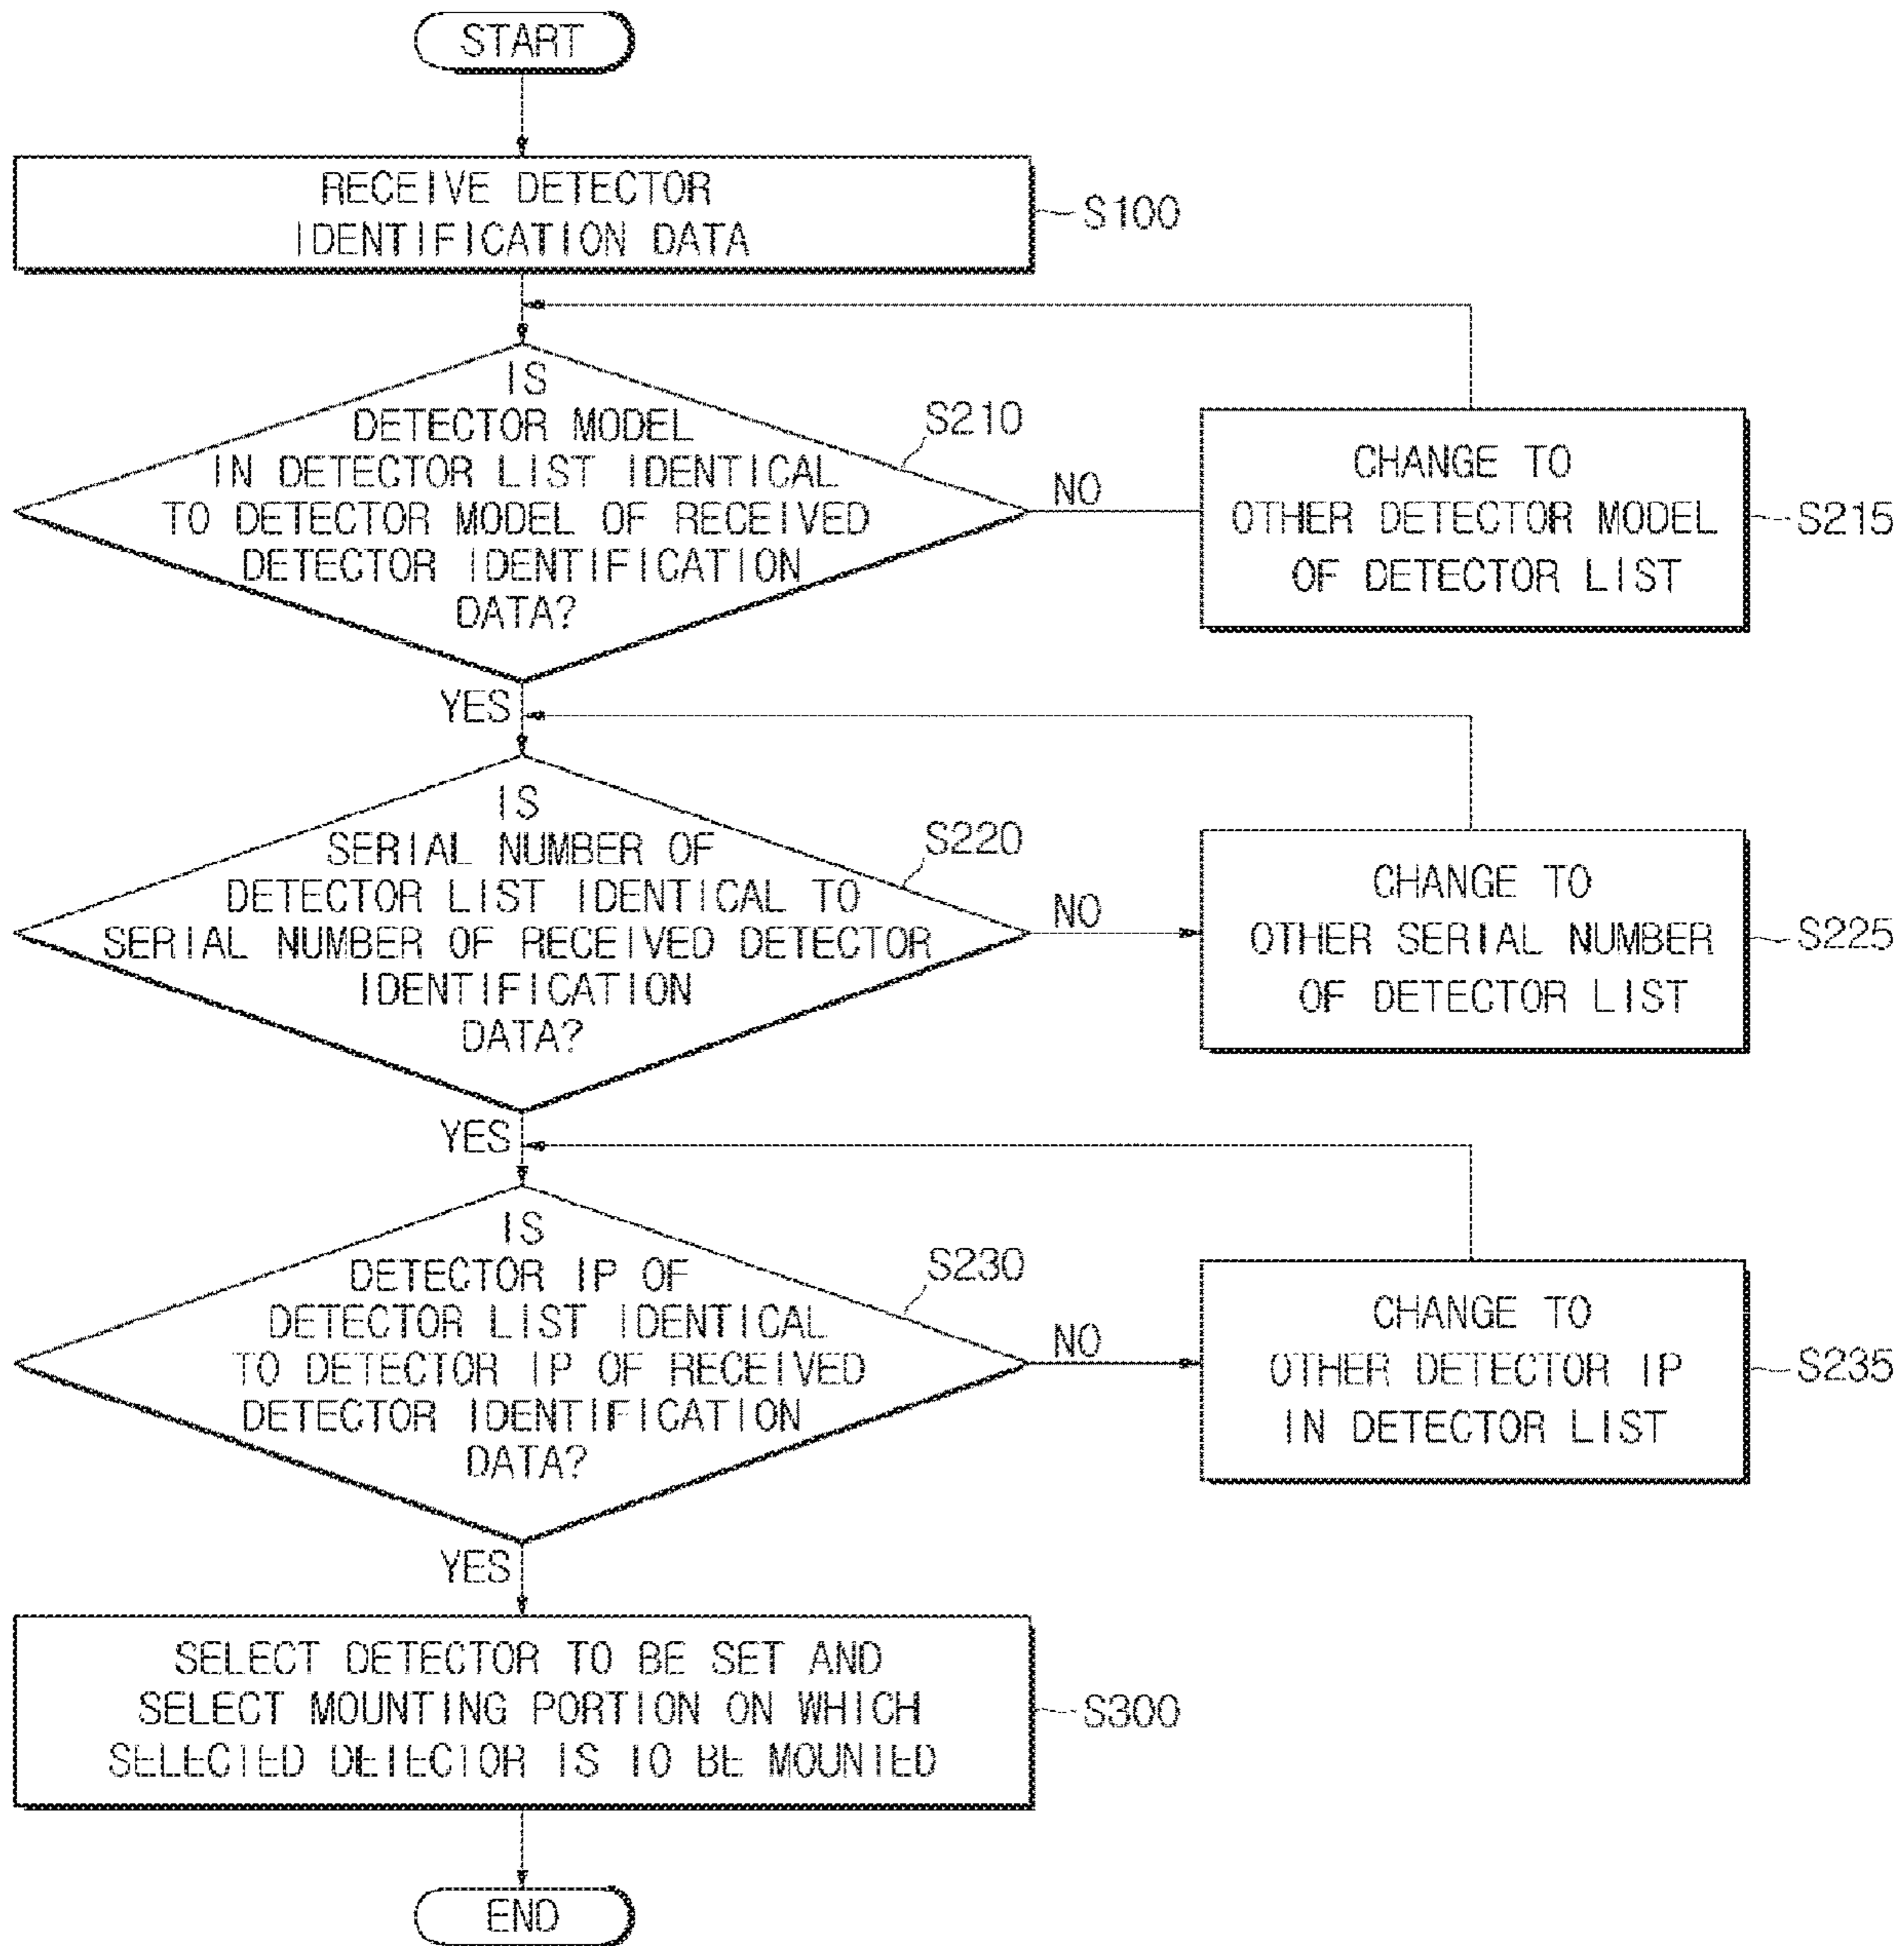 START
RECEIVE DETECTOR
IDENTIFICATION DATA
S100
IS
DETECTOR MODEL
IN DETECTOR LIST IDENTICAL
TO DETECTOR MODEL OF RECEIVED
DETECTOR IDENTIFICATION
DATA?
S210
NO
CHANGE TO
OTHER DETECTOR MODEL
OF DETECTOR LIST
S215
YES
IS
SERIAL NUMBER OF
DETECTOR LIST IDENTICAL TO
SERIAL NUMBER OF RECEIVED DETECTOR
IDENTIFICATION
DATA?
S220
NO
CHANGE TO
OTHER SERIAL NUMBER
OF DETECTOR LIST
S225
YES
IS
DETECTOR IP OF
DETECTOR LIST IDENTICAL
TO DETECTOR IP OF RECEIVED
DETECTOR IDENTIFICATION
DATA?
S230
NO
CHANGE TO
OTHER DETECTOR IP
IN DETECTOR LIST
S235
YES
SELECT DETECTOR TO BE SET AND
SELECT MOUNTING PORTION ON WHICH
SELECTED DETECTOR IS TO BE MOUNTED
S300
END